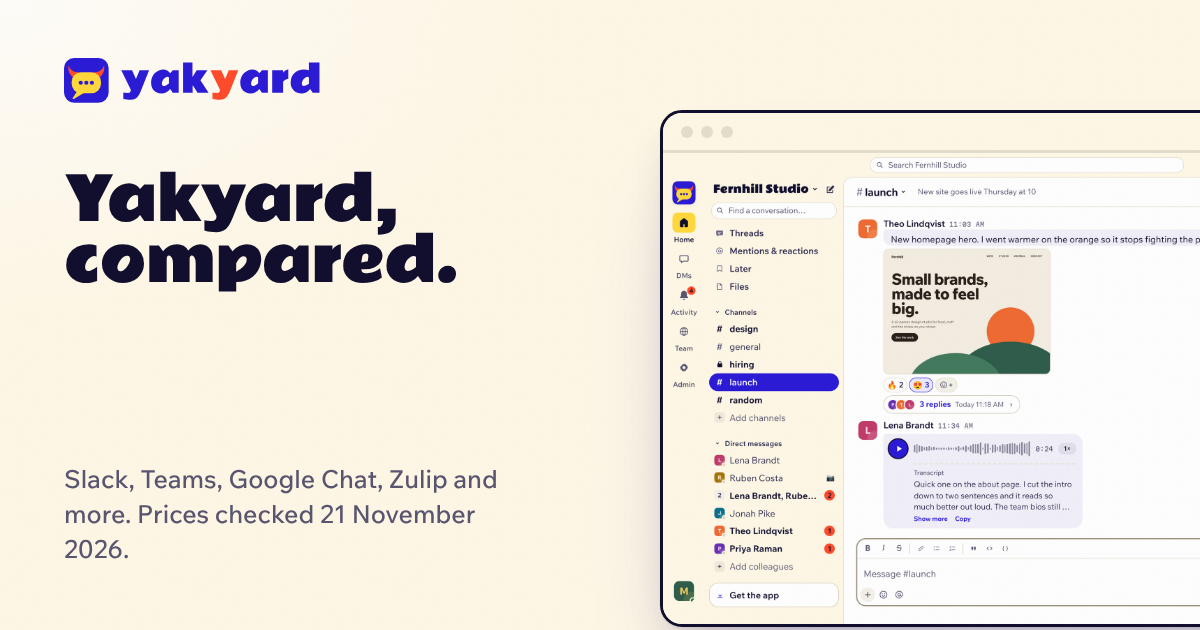 yakyard
Yakyard,
compared.
Slack, Teams, Google Chat, Zulip and
more. Prices checked 21 November
2026.
Search Fernhill Studio
Fernhill Studio
Find a conversation...
Home
DMs
4
Activity
Team
Admin
M
Threads
Mentions & reactions
Later
Files
Channels
# design
# general
hiring
# launch
# random
+ Add channels
Direct messages
L Lena Brandt
R Ruben Costa
2 Lena Brandt, Rube... 2
J Jonah Pike
T Theo Lindqvist 1
P Priya Raman 1
+ Add colleagues
Get the app
# launch New site goes live Thursday at 10
T Theo Lindqvist 11:03 AM
New homepage hero. I went warmer on the orange so it stops fighting the p
Fernhill
Small brands,
made to feel
big.
🔥 2 😍 3
P T L 3 replies Today 11:18 AM ›
L Lena Brandt 11:34 AM
0:24 1×
Transcript
Quick one on the about page. I cut the intro
down to two sentences and it reads so
much better out loud. The team bios still ...
Show more Copy
B I S
Message #launch
+ @